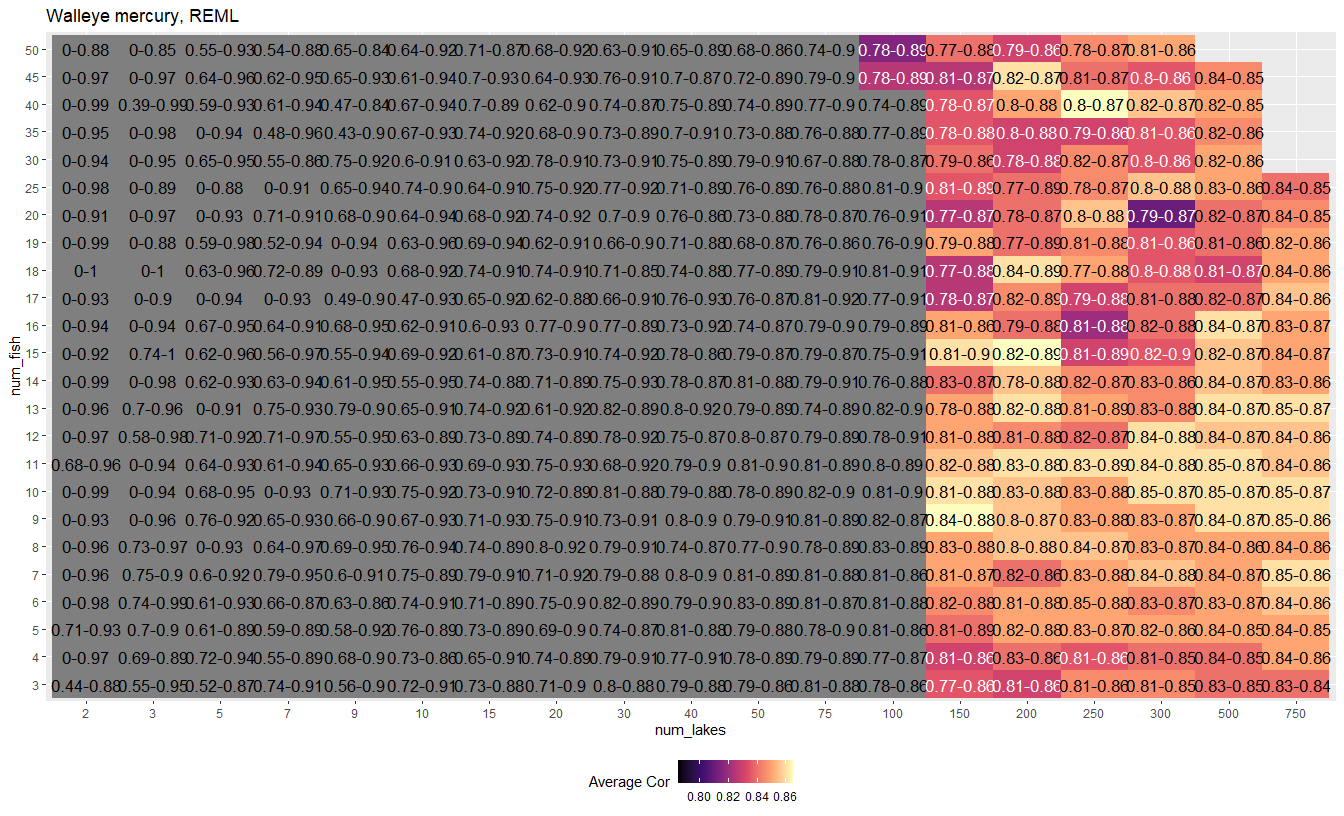 Walleye mercury, REML
50 0-0.88 0-0.85 0.55-0.93 0.54-0.88 0.65-0.84 0.64-0.92 0.71-0.87 0.68-0.92 0.63-0.91 0.65-0.89 0.68-0.86 0.74-0.9 0.78-0.89 0.77-0.88 0.79-0.86 0.78-0.87 0.81-0.86
45 0-0.97 0-0.97 0.64-0.96 0.62-0.95 0.65-0.93 0.61-0.94 0.7-0.93 0.64-0.93 0.76-0.91 0.7-0.87 0.72-0.89 0.79-0.9 0.78-0.89 0.81-0.87 0.82-0.87 0.81-0.87 0.8-0.86 0.84-0.85
40 0-0.99 0.39-0.99 0.59-0.93 0.61-0.94 0.47-0.84 0.67-0.94 0.7-0.89 0.62-0.9 0.74-0.87 0.75-0.89 0.74-0.89 0.77-0.9 0.74-0.89 0.78-0.87 0.8-0.88 0.8-0.87 0.82-0.87 0.82-0.85
35 0-0.95 0-0.98 0-0.94 0.48-0.96 0.43-0.9 0.67-0.93 0.74-0.92 0.68-0.9 0.73-0.89 0.7-0.91 0.73-0.88 0.76-0.88 0.77-0.89 0.78-0.88 0.8-0.88 0.79-0.86 0.81-0.86 0.82-0.86
30 0-0.94 0-0.95 0.65-0.95 0.55-0.86 0.75-0.92 0.6-0.91 0.63-0.92 0.78-0.91 0.73-0.91 0.75-0.89 0.79-0.91 0.67-0.88 0.78-0.87 0.79-0.86 0.78-0.88 0.82-0.87 0.8-0.86 0.82-0.86
25 0-0.98 0-0.89 0-0.88 0-0.91 0.65-0.94 0.74-0.9 0.64-0.91 0.75-0.92 0.77-0.88 0.71-0.89 0.76-0.89 0.76-0.88 0.81-0.9 0.81-0.89 0.77-0.89 0.78-0.87 0.8-0.88 0.83-0.86 0.84-0.85
20 0-0.91 0-0.97 0-0.93 0.71-0.91 0.68-0.9 0.64-0.94 0.68-0.92 0.74-0.92 0.7-0.9 0.76-0.86 0.73-0.88 0.78-0.87 0.76-0.91 0.77-0.87 0.78-0.87 0.8-0.88 0.79-0.87 0.82-0.87 0.84-0.85
19 0-0.99 0-0.88 0.59-0.98 0.52-0.94 0-0.94 0.63-0.96 0.69-0.94 0.62-0.91 0.66-0.9 0.71-0.88 0.68-0.87 0.76-0.86 0.76-0.9 0.79-0.88 0.77-0.89 0.81-0.88 0.81-0.86 0.81-0.86 0.82-0.86
18 0-1 0-1 0.63-0.96 0.72-0.89 0-0.93 0.68-0.92 0.74-0.91 0.74-0.91 0.71-0.85 0.74-0.88 0.77-0.89 0.79-0.91 0.81-0.91 0.77-0.88 0.84-0.89 0.77-0.88 0.8-0.88 0.81-0.87 0.84-0.86
17 0-0.93 0-0.9 0-0.94 0-0.93 0.49-0.9 0.47-0.93 0.65-0.92 0.62-0.88 0.66-0.91 0.76-0.88 0.76-0.87 0.81-0.92 0.77-0.91 0.78-0.87 0.82-0.89 0.79-0.88 0.81-0.88 0.82-0.87 0.84-0.86
16 0-0.94 0-0.94 0.67-0.95 0.64-0.91 0.68-0.95 0.62-0.91 0.6-0.93 0.77-0.9 0.77-0.89 0.73-0.92 0.74-0.87 0.79-0.9 0.79-0.89 0.81-0.86 0.79-0.88 0.81-0.88 0.82-0.88 0.84-0.87 0.83-0.87
15 0-0.92 0.74-1 0.62-0.96 0.56-0.97 0.55-0.94 0.69-0.92 0.61-0.87 0.73-0.91 0.74-0.92 0.78-0.86 0.79-0.87 0.79-0.87 0.75-0.91 0.81-0.9 0.82-0.89 0.81-0.89 0.82-0.9 0.82-0.87 0.84-0.87
14 0-0.99 0-0.98 0.62-0.93 0.63-0.94 0.61-0.95 0.55-0.95 0.74-0.88 0.71-0.89 0.75-0.93 0.78-0.87 0.81-0.88 0.79-0.91 0.76-0.88 0.83-0.87 0.78-0.88 0.82-0.87 0.83-0.86 0.84-0.87 0.83-0.86
13 0-0.96 0.7-0.96 0-0.91 0.75-0.93 0.79-0.9 0.65-0.91 0.74-0.92 0.61-0.92 0.82-0.89 0.8-0.92 0.79-0.89 0.74-0.9 0.82-0.9 0.78-0.88 0.82-0.88 0.81-0.89 0.83-0.88 0.84-0.87 0.85-0.87
12 0-0.97 0.58-0.98 0.71-0.92 0.71-0.97 0.55-0.95 0.63-0.89 0.73-0.89 0.74-0.89 0.78-0.92 0.75-0.87 0.8-0.87 0.79-0.89 0.78-0.91 0.81-0.88 0.81-0.88 0.82-0.87 0.84-0.88 0.84-0.87 0.84-0.86
11 0.68-0.96 0-0.94 0.64-0.93 0.61-0.94 0.65-0.93 0.66-0.93 0.69-0.93 0.75-0.93 0.68-0.92 0.79-0.9 0.81-0.9 0.81-0.89 0.8-0.89 0.82-0.88 0.83-0.88 0.83-0.89 0.84-0.88 0.85-0.87 0.84-0.86
10 0-0.99 0-0.94 0.68-0.95 0-0.93 0.71-0.93 0.75-0.92 0.73-0.91 0.72-0.89 0.81-0.88 0.79-0.88 0.78-0.88 0.82-0.9 0.81-0.9 0.81-0.88 0.83-0.88 0.83-0.88 0.85-0.87 0.85-0.87 0.85-0.87
9 0-0.93 0-0.96 0.76-0.92 0.65-0.93 0.66-0.9 0.67-0.93 0.71-0.93 0.75-0.91 0.73-0.91 0.8-0.9 0.79-0.91 0.81-0.89 0.82-0.87 0.84-0.88 0.8-0.87 0.83-0.88 0.83-0.87 0.84-0.87 0.85-0.86
8 0-0.96 0.73-0.97 0-0.93 0.64-0.97 0.69-0.95 0.76-0.94 0.74-0.89 0.8-0.92 0.79-0.91 0.74-0.87 0.77-0.9 0.78-0.89 0.83-0.89 0.83-0.88 0.8-0.88 0.84-0.87 0.83-0.87 0.84-0.86 0.84-0.86
7 0-0.96 0.75-0.9 0.6-0.92 0.79-0.95 0.6-0.91 0.75-0.89 0.79-0.91 0.71-0.92 0.79-0.88 0.8-0.9 0.81-0.89 0.81-0.88 0.81-0.86 0.81-0.87 0.82-0.86 0.83-0.88 0.84-0.88 0.84-0.87 0.85-0.86
6 0-0.98 0.74-0.99 0.61-0.93 0.66-0.87 0.63-0.86 0.74-0.91 0.71-0.89 0.75-0.9 0.82-0.89 0.79-0.9 0.83-0.89 0.81-0.87 0.81-0.88 0.82-0.88 0.81-0.88 0.85-0.88 0.83-0.87 0.83-0.87 0.84-0.86
5 0.71-0.93 0.7-0.9 0.61-0.89 0.59-0.89 0.58-0.92 0.76-0.89 0.73-0.89 0.69-0.9 0.74-0.87 0.81-0.88 0.79-0.88 0.78-0.9 0.81-0.86 0.81-0.89 0.82-0.88 0.83-0.87 0.82-0.86 0.84-0.85 0.84-0.85
4 0-0.97 0.69-0.89 0.72-0.94 0.55-0.89 0.68-0.9 0.73-0.86 0.65-0.91 0.74-0.89 0.79-0.91 0.77-0.91 0.78-0.89 0.79-0.89 0.77-0.87 0.81-0.86 0.83-0.86 0.81-0.86 0.81-0.85 0.84-0.85 0.84-0.86
3 0.44-0.88 0.55-0.95 0.52-0.87 0.74-0.91 0.56-0.9 0.72-0.91 0.73-0.88 0.71-0.9 0.8-0.88 0.79-0.88 0.79-0.86 0.81-0.88 0.78-0.86 0.77-0.86 0.81-0.86 0.81-0.86 0.81-0.85 0.83-0.85 0.83-0.84
num_fish
2 3 5 7 9 10 15 20 30 40 50 75 100 150 200 250 300 500 750
num_lakes
Average Cor
0.80 0.82 0.84 0.86